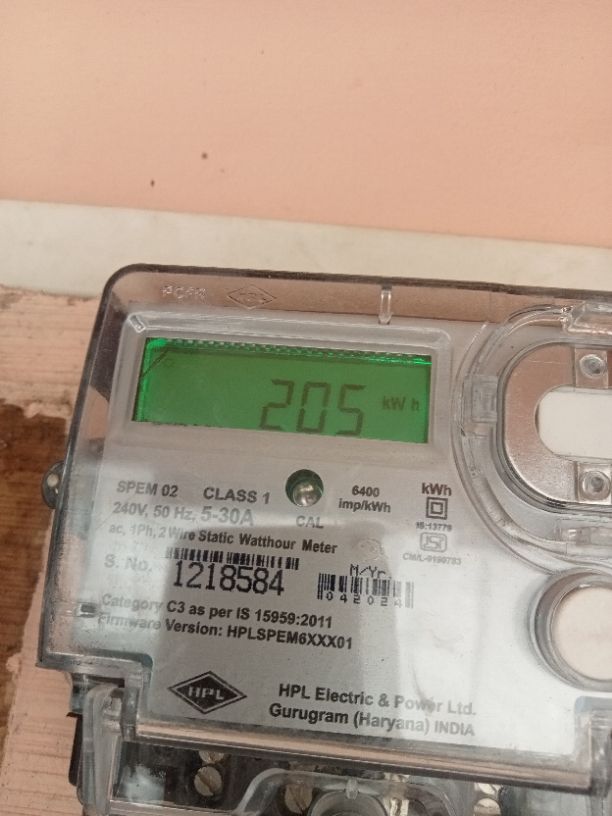 205 kWh
SPEM 02 CLASS 1
6400 imp/kWh
kWh
240V, 50 Hz, 5-30A
CAL
IS:13779
ac, 1Ph, 2 Wire Static Watthour Meter
S. No. 1218584
M/Yr.
042024
Category C3 as per IS 15959:2011
Firmware Version: HPLSPEM6XXX01
HPL
HPL Electric & Power Ltd.
Gurugram (Haryana) INDIA